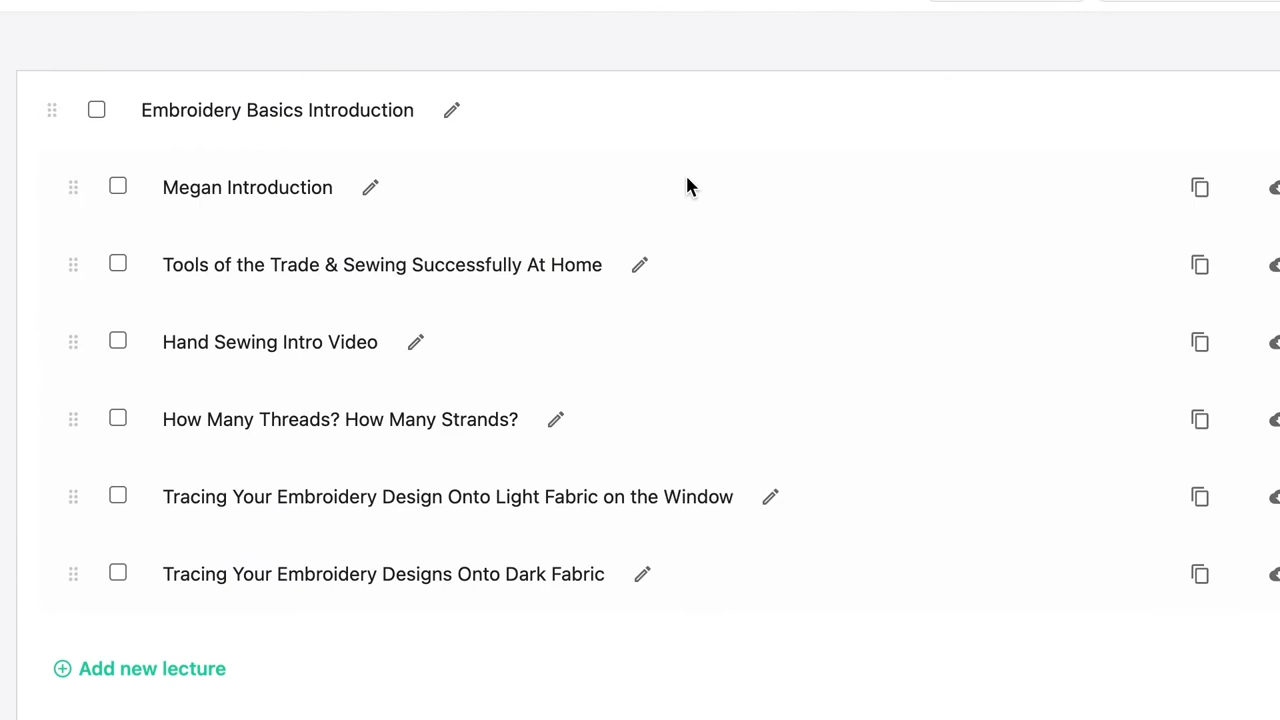 Embroidery Basics Introduction
Megan Introduction
Tools of the Trade & Sewing Successfully At Home
Hand Sewing Intro Video
How Many Threads? How Many Strands?
Tracing Your Embroidery Design Onto Light Fabric on the Window
Tracing Your Embroidery Designs Onto Dark Fabric
Add new lecture